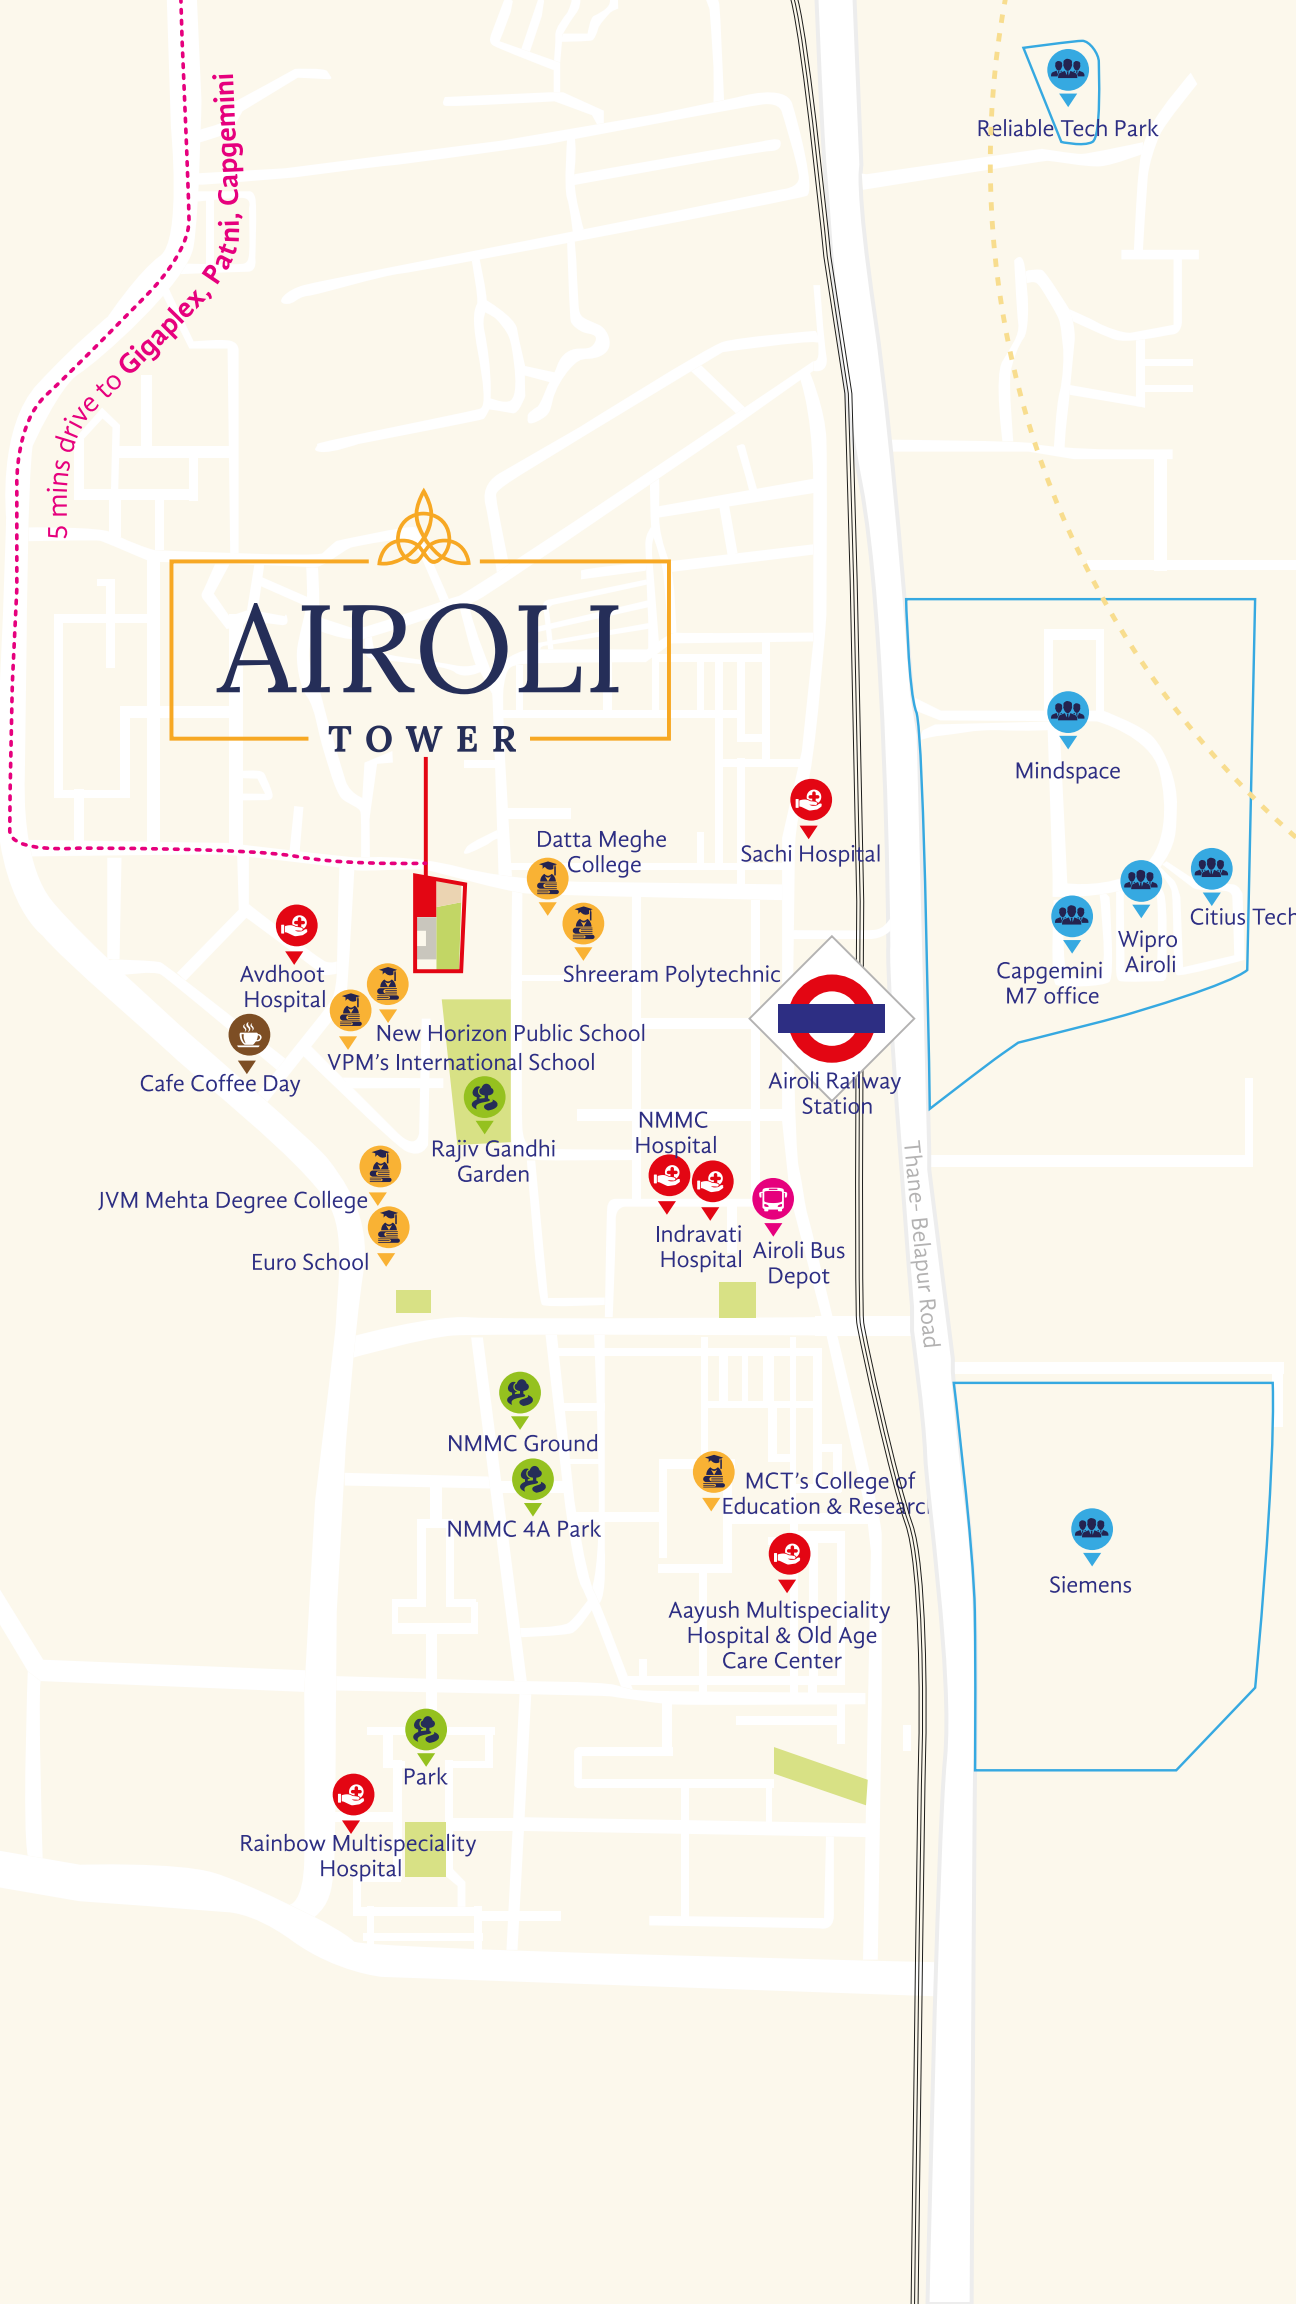 5 mins drive to Gigaplex, Patni, Capgemini
Reliable Tech Park
AIROLI
TOWER
Mindspace
Sachi Hospital
Datta Meghe
College
Citius Tech
Wipro
Airoli
Capgemini
M7 office
Shreeram Polytechnic
Avdhoot
Hospital
New Horizon Public School
VPM's International School
Cafe Coffee Day
Airoli Railway
Station
NMMC
Hospital
Rajiv Gandhi
Garden
JVM Mehta Degree College
Indravati
Hospital
Airoli Bus
Depot
Euro School
Thane- Belapur Road
NMMC Ground
MCT's College of
Education & Researc
NMMC 4A Park
Siemens
Aayush Multispeciality
Hospital & Old Age
Care Center
Park
Rainbow Multispeciality
Hospital